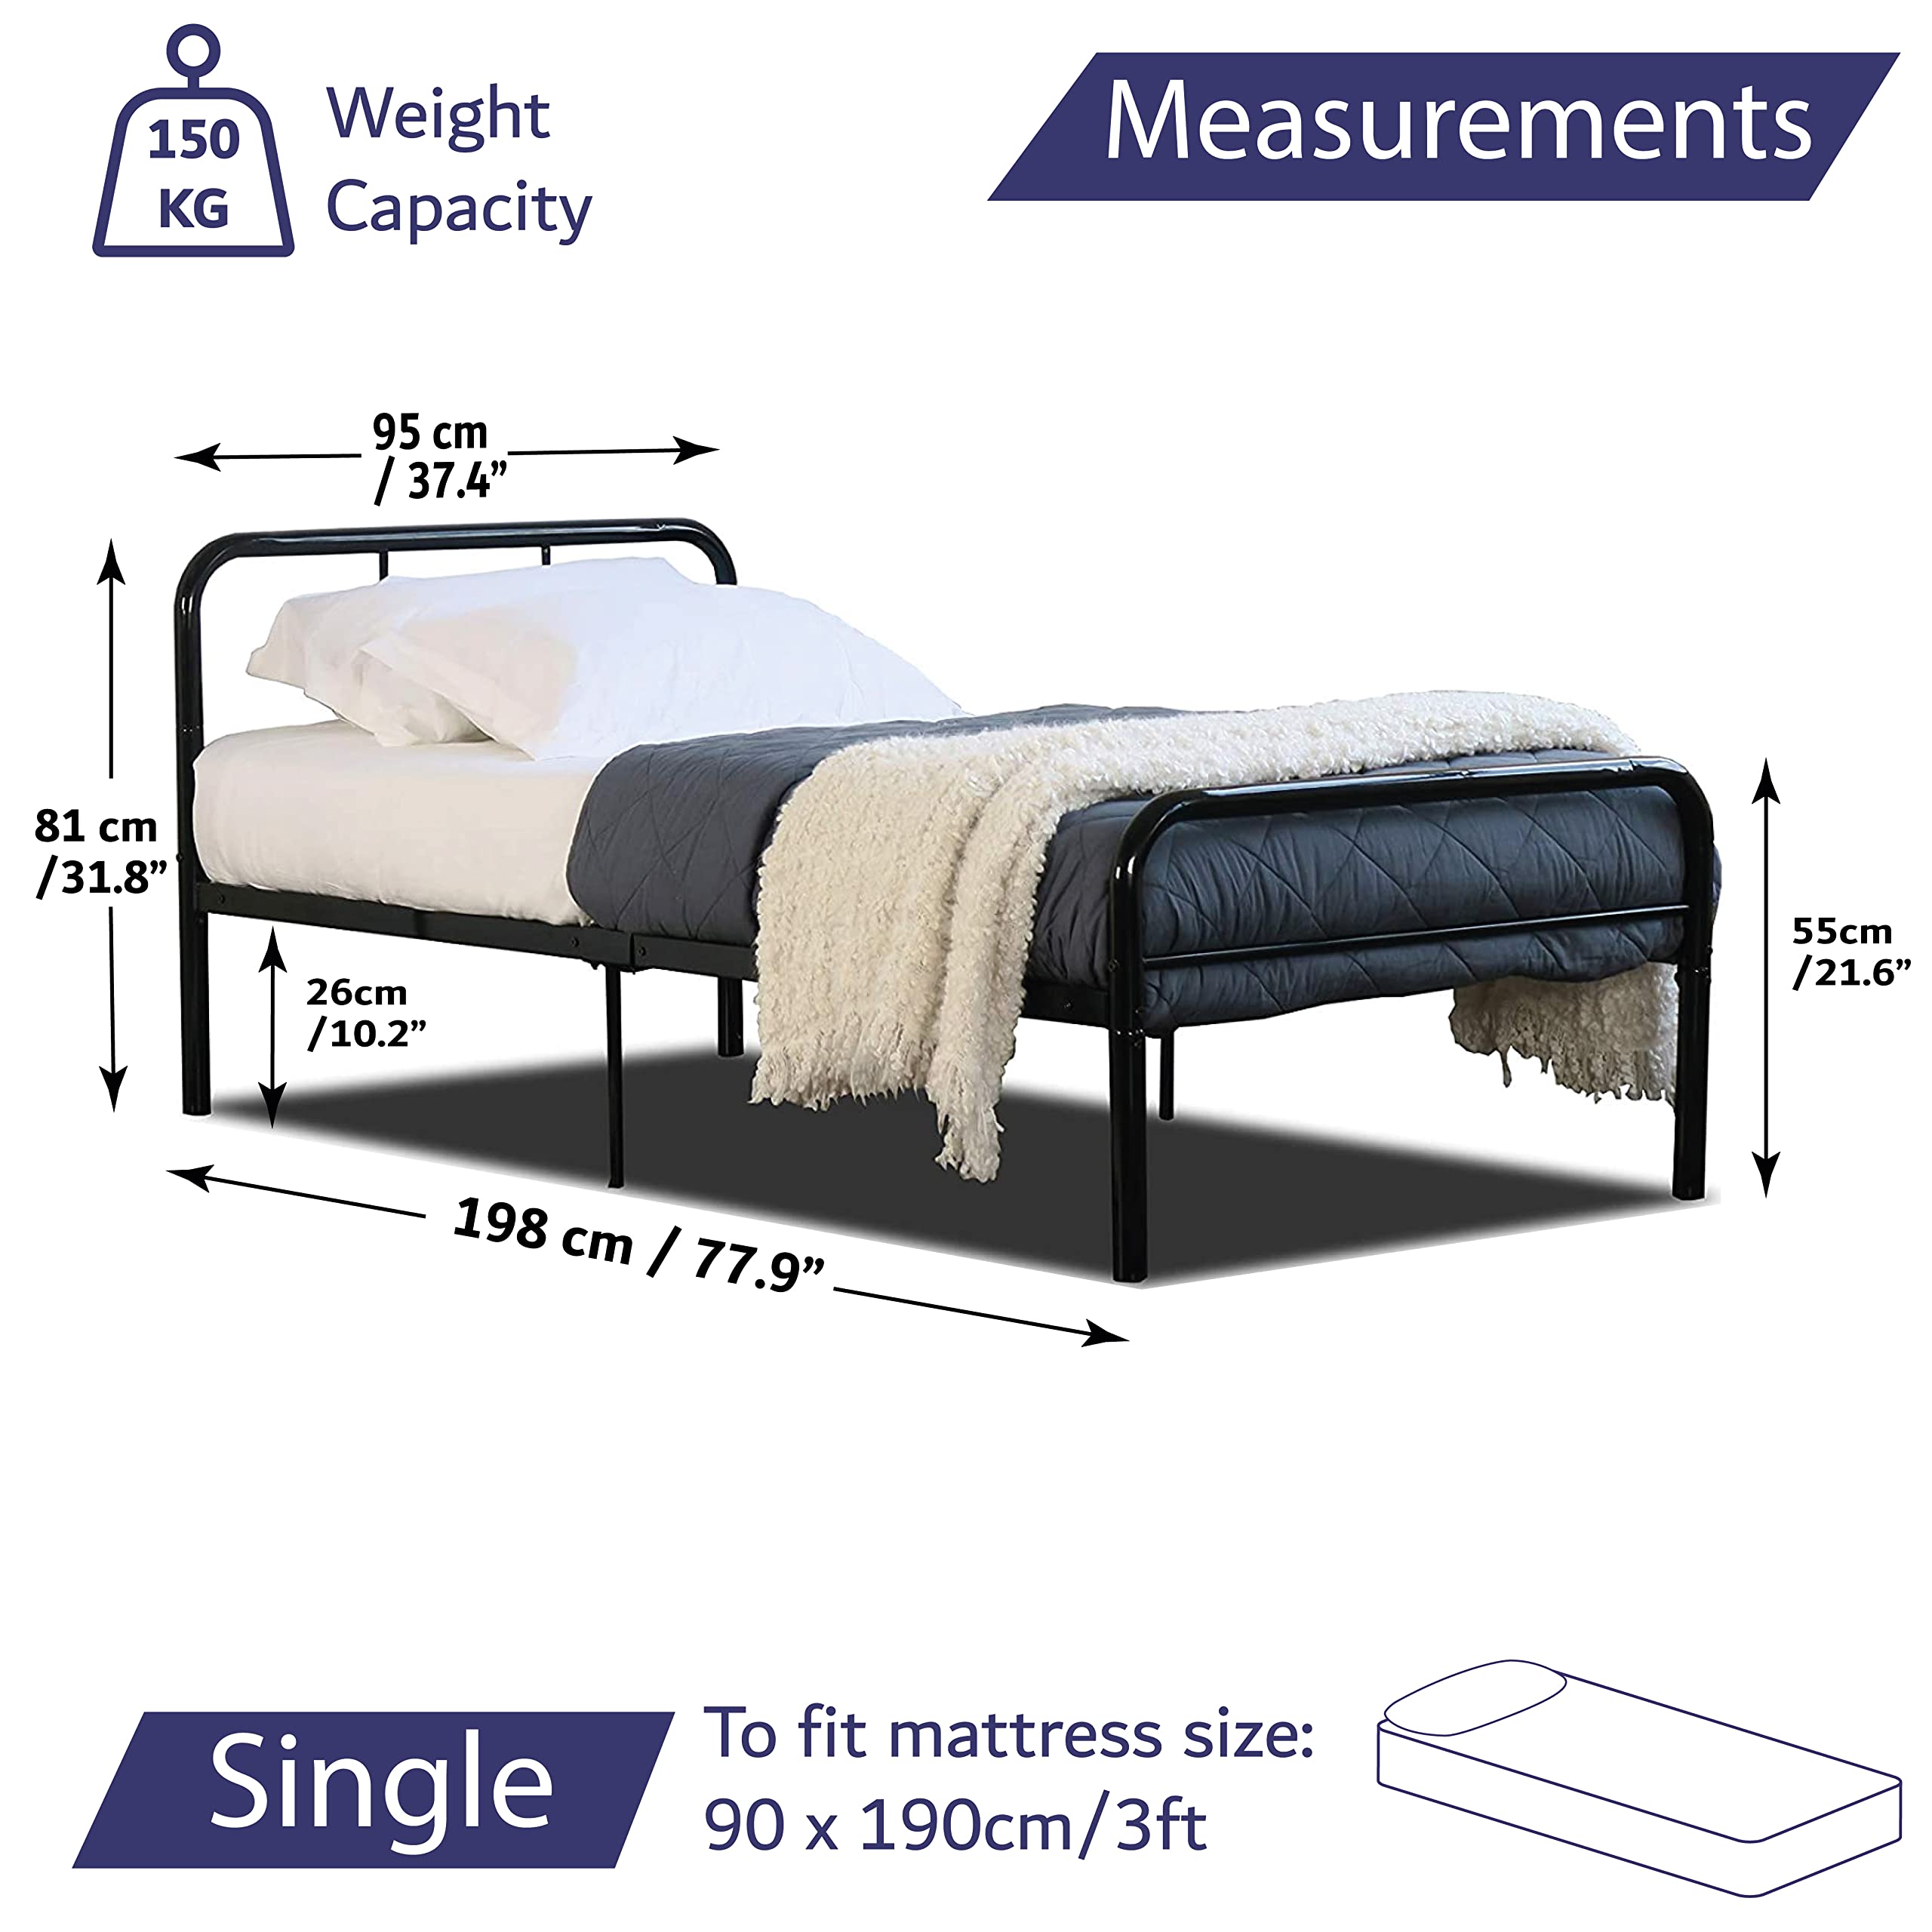 150
KG
Weight
Capacity
Measurements
95 cm
/ 37.4”
81 cm
/31.8”
26cm
/10.2”
55cm
/21.6”
198 cm / 77.9”
Single
To fit mattress size:
90 x 190cm/3ft